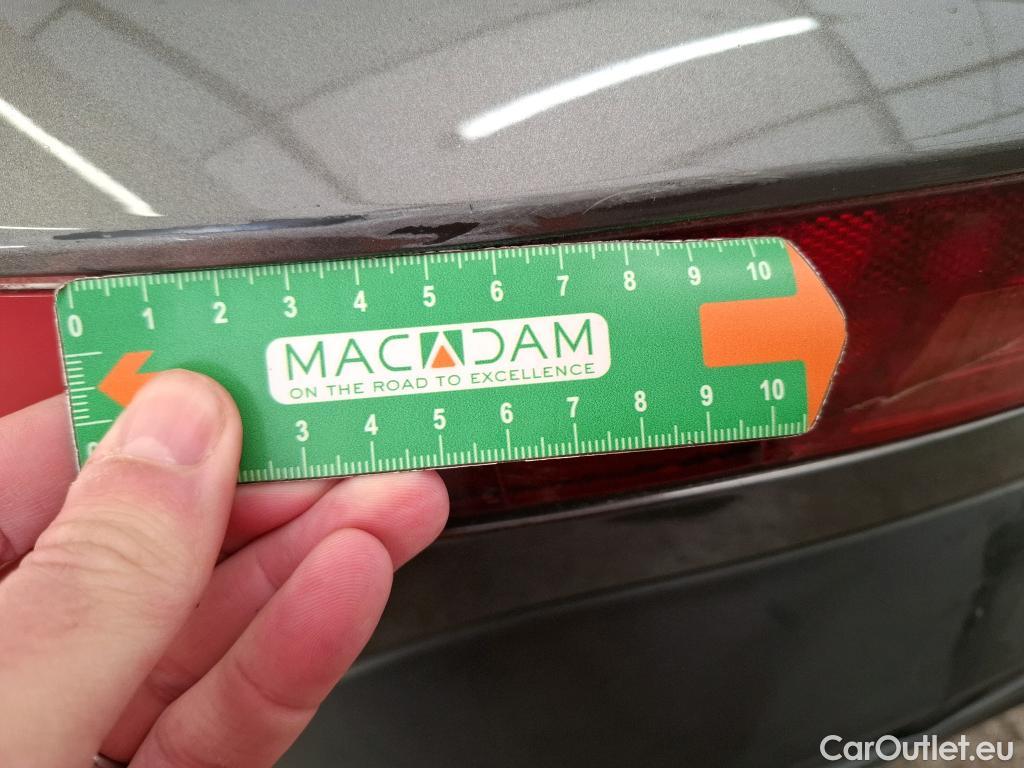 0 1 2 3 4 5 6 7 8 9 10
MACADAM
ON THE ROAD TO EXCELLENCE
3 4 5 6 7 8 9 10
CarOutlet.eu